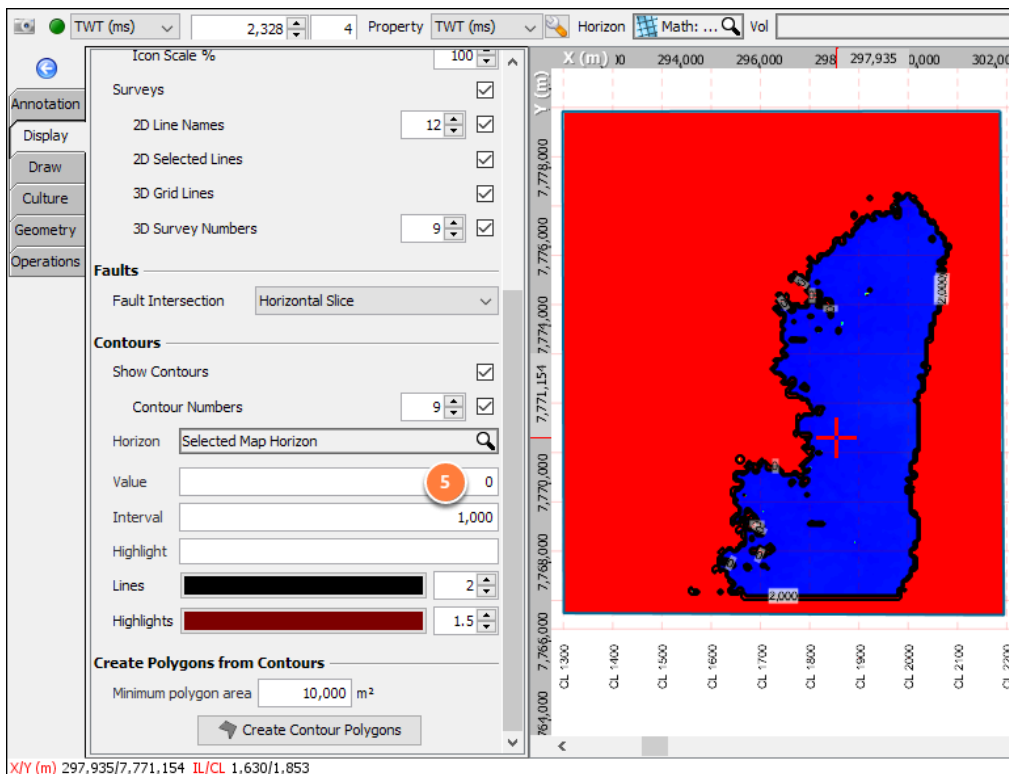 TWT (ms) 2,328 4 Property TWT (ms) Horizon Math: ... Vol
Annotation
Display
Draw
Culture
Geometry
Operations
Icon Scale % 100
Surveys
2D Line Names 12
2D Selected Lines
3D Grid Lines
3D Survey Numbers 9
Faults
Fault Intersection Horizontal Slice
Contours
Show Contours
Contour Numbers 9
Horizon Selected Map Horizon
Value 5 0
Interval 1,000
Highlight
Lines 2
Highlights 1.5
Create Polygons from Contours
Minimum polygon area 10,000 m²
Create Contour Polygons
X (m) 294,000 296,000 298 297,935 0,000 302,00
Y (m)
7,778,000
7,776,000
7,774,000
7,771,154
7,770,000
7,768,000
7,766,000
764,000
2,000
2,000
CL 1300 CL 1400 CL 1500 CL 1600 CL 1700 CL 1800 CL 1900 CL 2000 CL 2100
X/Y (m) 297,935/7,771,154 IL/CL 1,630/1,853